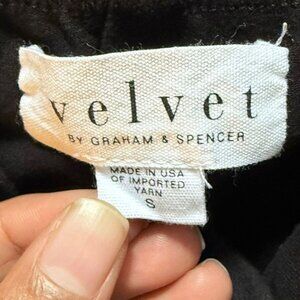 velvet
BY GRAHAM & SPENCER
MADE IN USA
OF IMPORTED
YARN
S